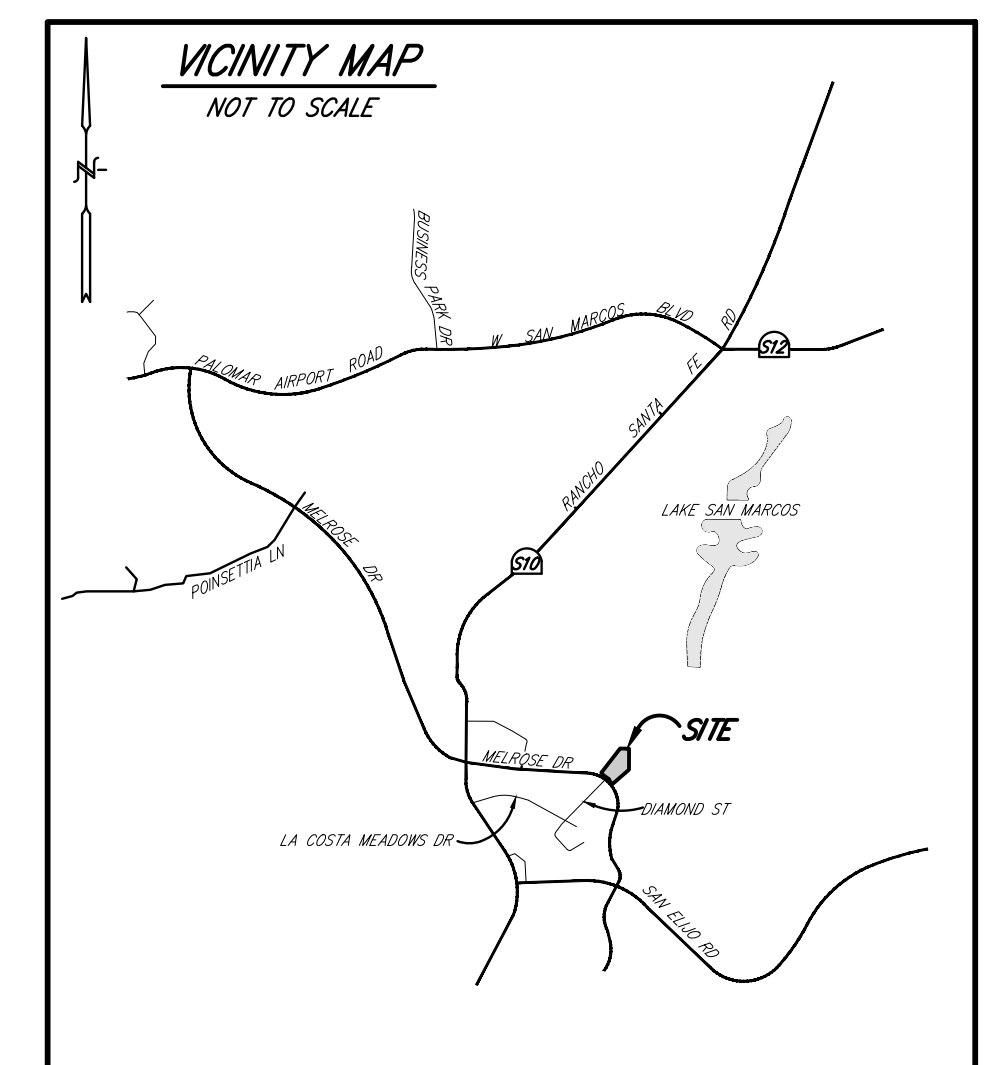 VICINITY MAP
NOT TO SCALE
N
BUSINESS PARK DR
PALOMAR AIRPORT ROAD
W SAN MARCOS BLVD
S12
RANCHO SANTA FE RD
LAKE SAN MARCOS
MELROSE DR
POINSETTIA LN
S10
SITE
MELROSE DR
DIAMOND ST
LA COSTA MEADOWS DR
SAN ELIJO RD